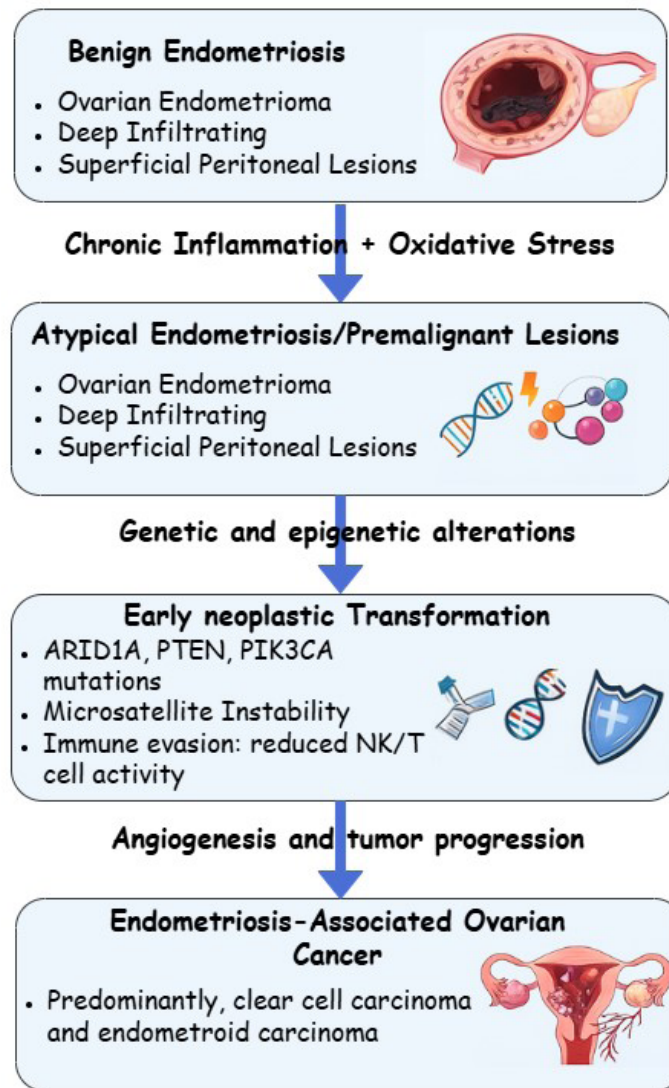 Benign Endometriosis
• Ovarian Endometrioma
• Deep Infiltrating
• Superficial Peritoneal Lesions
Chronic Inflammation + Oxidative Stress
Atypical Endometriosis/Premalignant Lesions
• Ovarian Endometrioma
• Deep Infiltrating
• Superficial Peritoneal Lesions
Genetic and epigenetic alterations
Early neoplastic Transformation
• ARID1A, PTEN, PIK3CA
mutations
• Microsatellite Instability
• Immune evasion: reduced NK/T
cell activity
Angiogenesis and tumor progression
Endometriosis-Associated Ovarian
Cancer
• Predominantly, clear cell carcinoma
and endometroid carcinoma